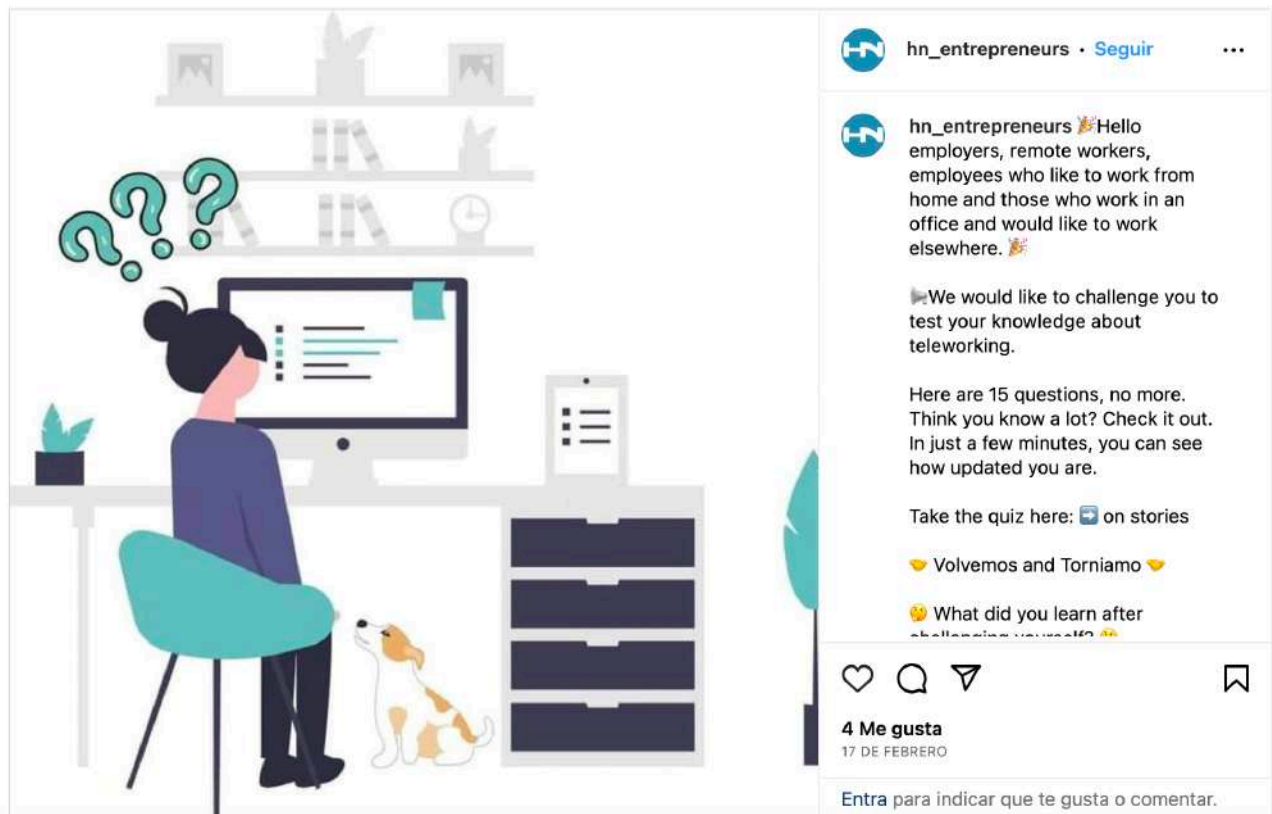 HN
hn_entrepreneurs • Seguir
HN
hn_entrepreneurs 🎉Hello
employers, remote workers,
employees who like to work from
home and those who work in an
office and would like to work
elsewhere. 🎉
📢We would like to challenge you to
test your knowledge about
teleworking.
Here are 15 questions, no more.
Think you know a lot? Check it out.
In just a few minutes, you can see
how updated you are.
Take the quiz here: ➡️ on stories
🤝 Volvemos and Torniamo 🤝
🤔 What did you learn after
challenging yourself? 🤔
4 Me gusta
17 DE FEBRERO
Entra para indicar que te gusta o comentar.
???